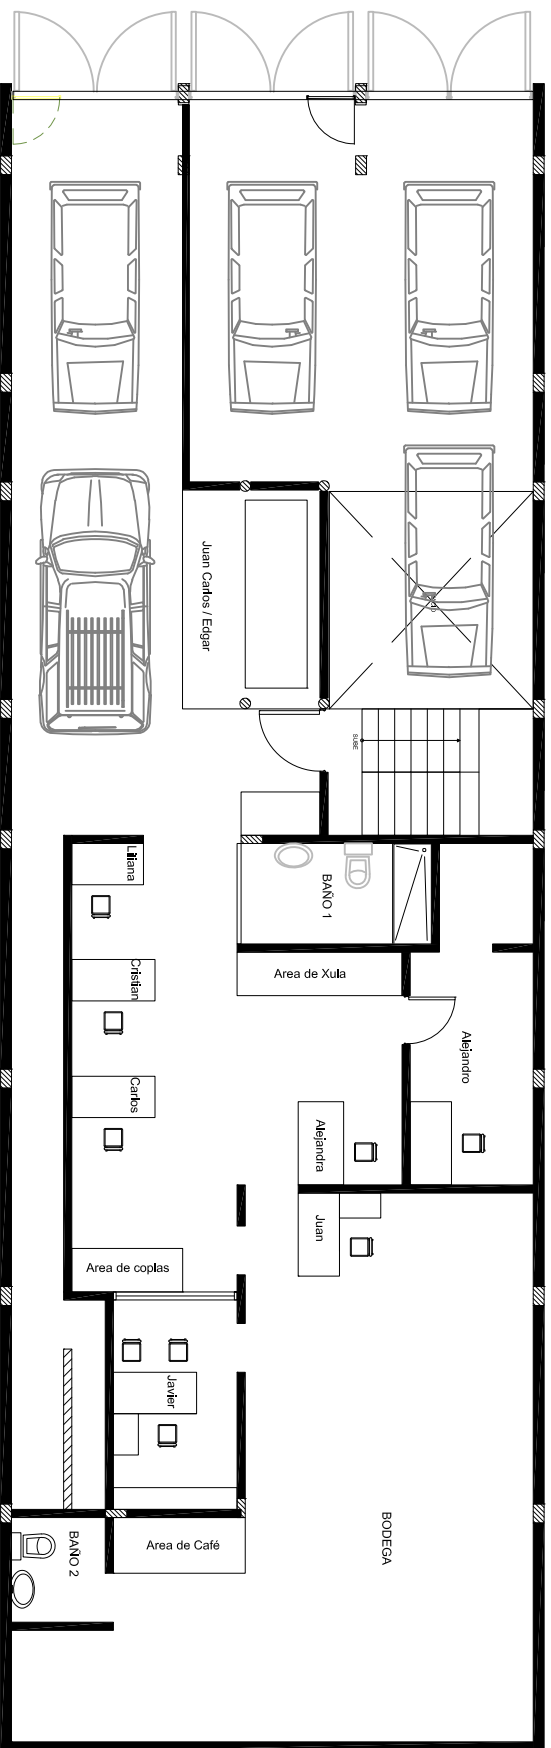 Juan Carlos / Edgar
SUBE
Liliana
BAÑO 1
Cristian
Area de Xula
Alejandro
Carlos
Alejandra
Juan
Area de copias
Javier
BODEGA
BAÑO 2
Area de Café